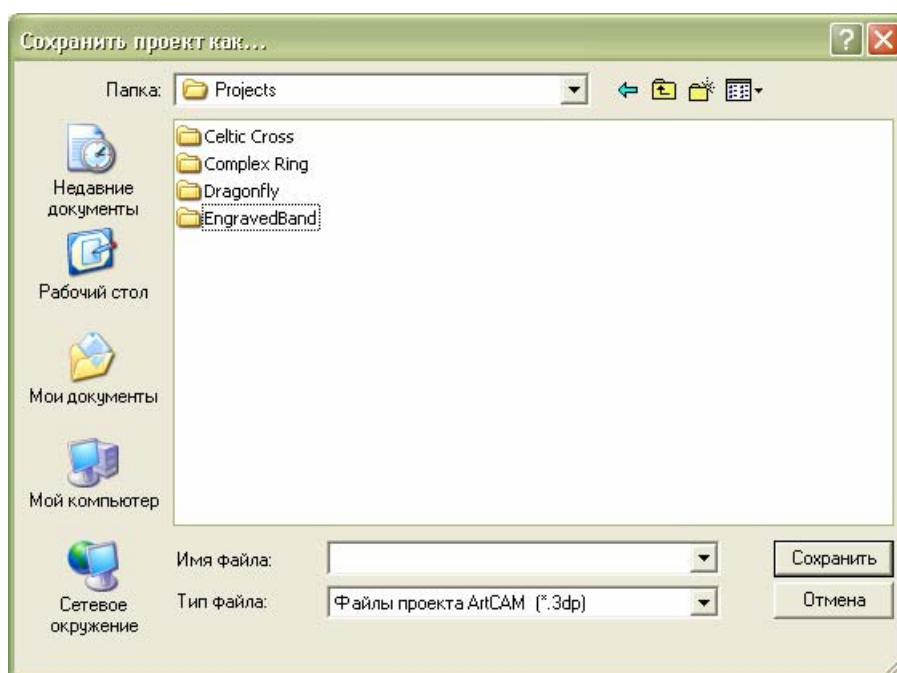 Сохранить проект как...
Папка:
Projects
Celtic Cross
Complex Ring
Dragonfly
EngravedBand
Недавние
документы
Рабочий стол
Мои документы
Мой компьютер
Сетевое
окружение
Имя файла:
Сохранить
Тип файла:
Файлы проекта ArtCAM (*.3dp)
Отмена